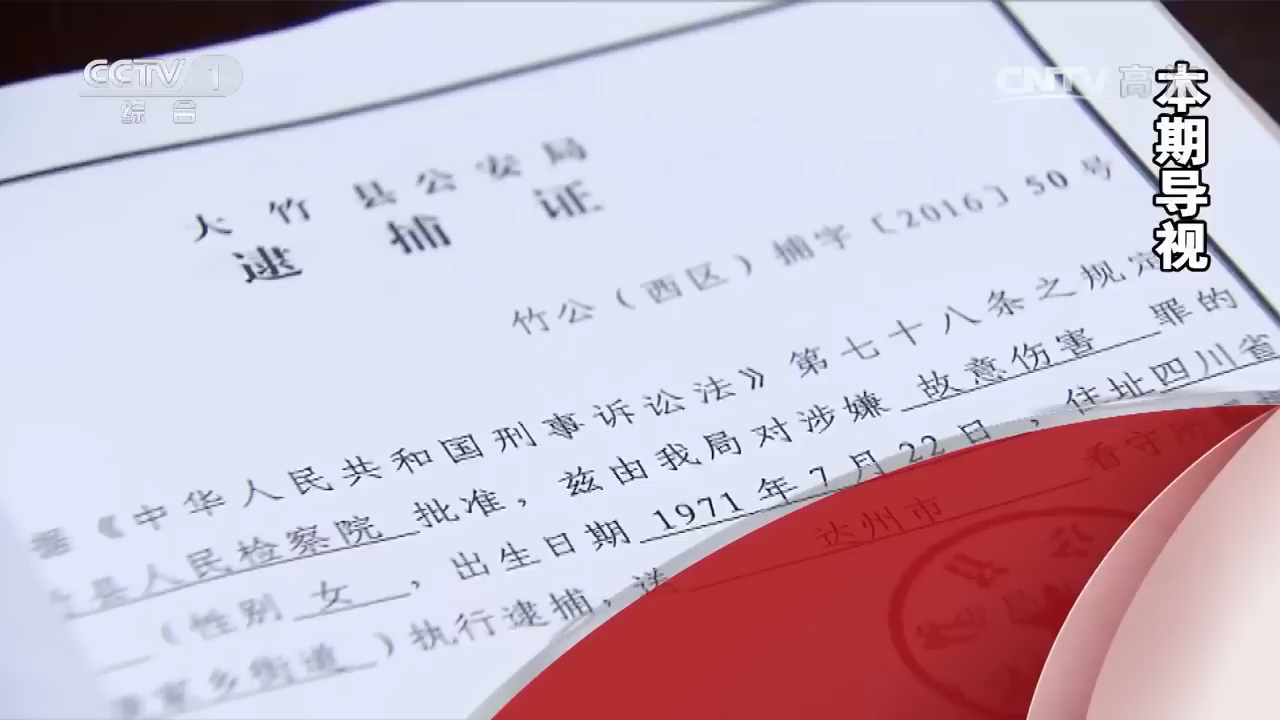 CCTV 1
综合
CNTV 高
本期导视
大竹县公安局
逮捕证
竹公（西区）捕字〔2016〕50号
据《中华人民共和国刑事诉讼法》第七十八条之规定
县人民检察院 批准，兹由我局对涉嫌 故意伤害 罪的
（性别 女 ，出生日期 1971年7月22日 ，住址四川省
家乡街道 ）执行逮捕，送 达州市 看守所